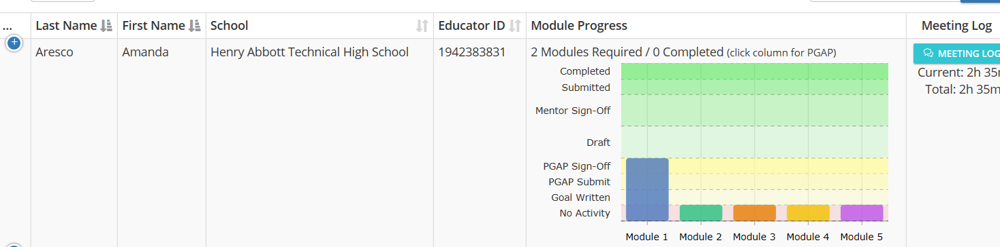 ... Last Name First Name School Educator ID Module Progress Meeting Log
Aresco Amanda Henry Abbott Technical High School 1942383831 2 Modules Required / 0 Completed (click column for PGAP) MEETING LOG
Current: 2h 35m
Total: 2h 35m
Completed
Submitted
Mentor Sign-Off
Draft
PGAP Sign-Off
PGAP Submit
Goal Written
No Activity
Module 1 Module 2 Module 3 Module 4 Module 5